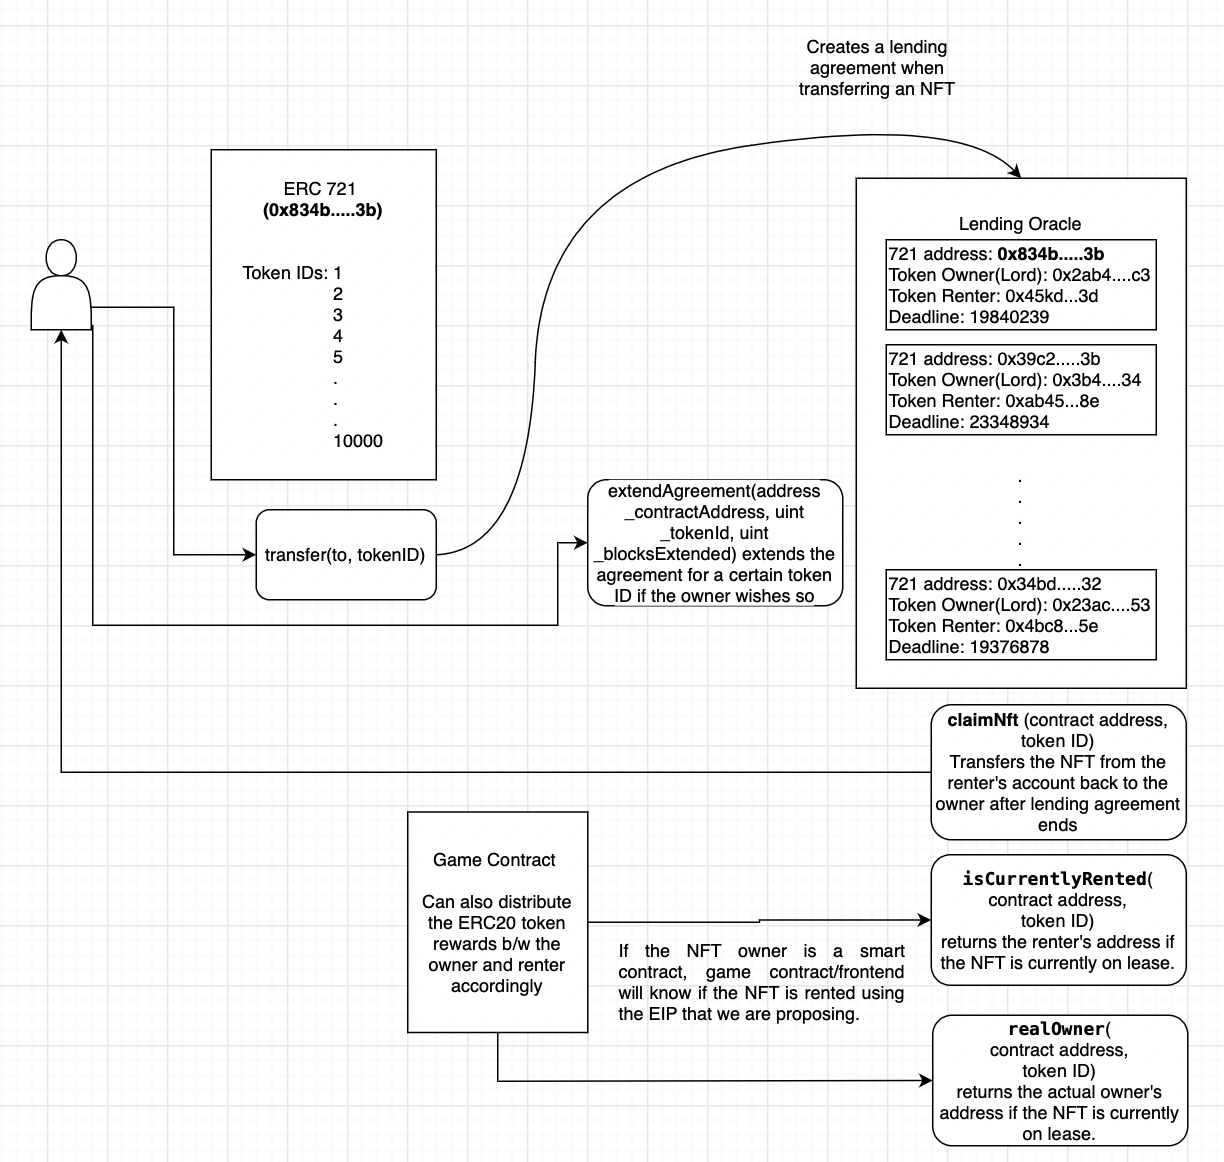 Creates a lending
agreement when
transferring an NFT
ERC 721
(0x834b.....3b)
Token IDs: 1
2
3
4
5
.
.
.
10000
transfer(to, tokenID)
extendAgreement(address
_contractAddress, uint
_tokenId, uint
_blocksExtended) extends the
agreement for a certain token
ID if the owner wishes so
Lending Oracle
721 address: 0x834b.....3b
Token Owner(Lord): 0x2ab4....c3
Token Renter: 0x45kd...3d
Deadline: 19840239
721 address: 0x39c2.....3b
Token Owner(Lord): 0x3b4....34
Token Renter: 0xab45...8e
Deadline: 23348934
.
.
.
.
.
721 address: 0x34bd.....32
Token Owner(Lord): 0x23ac....53
Token Renter: 0x4bc8...5e
Deadline: 19376878
claimNft (contract address,
token ID)
Transfers the NFT from the
renter's account back to the
owner after lending agreement
ends
Game Contract
Can also distribute
the ERC20 token
rewards b/w the
owner and renter
accordingly
If the NFT owner is a smart
contract, game contract/frontend
will know if the NFT is rented using
the EIP that we are proposing.
isCurrentlyRented(
contract address,
token ID)
returns the renter's address if
the NFT is currently on lease.
realOwner(
contract address,
token ID)
returns the actual owner's
address if the NFT is currently
on lease.